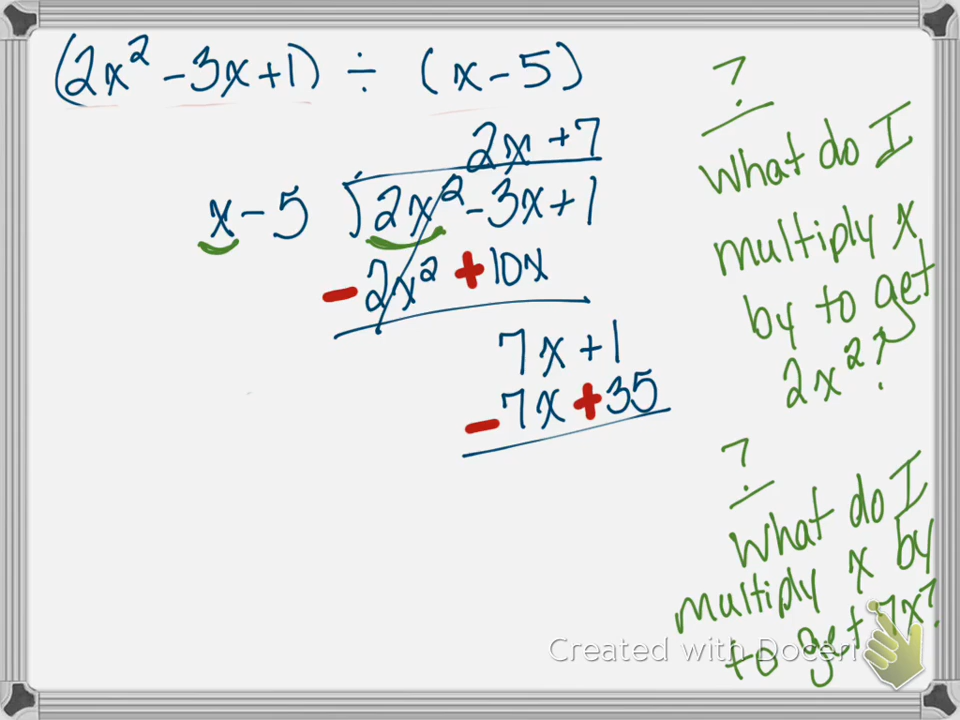 (2x² - 3x + 1) ÷ (x - 5)
2x + 7
x - 5 2x² - 3x + 1
- 2x² + 10x
7x + 1
- 7x + 35
?
What do I
multiply x
by to get
2x²?
?
What do I
multiply x by
to get 7x?
Created with Doceri